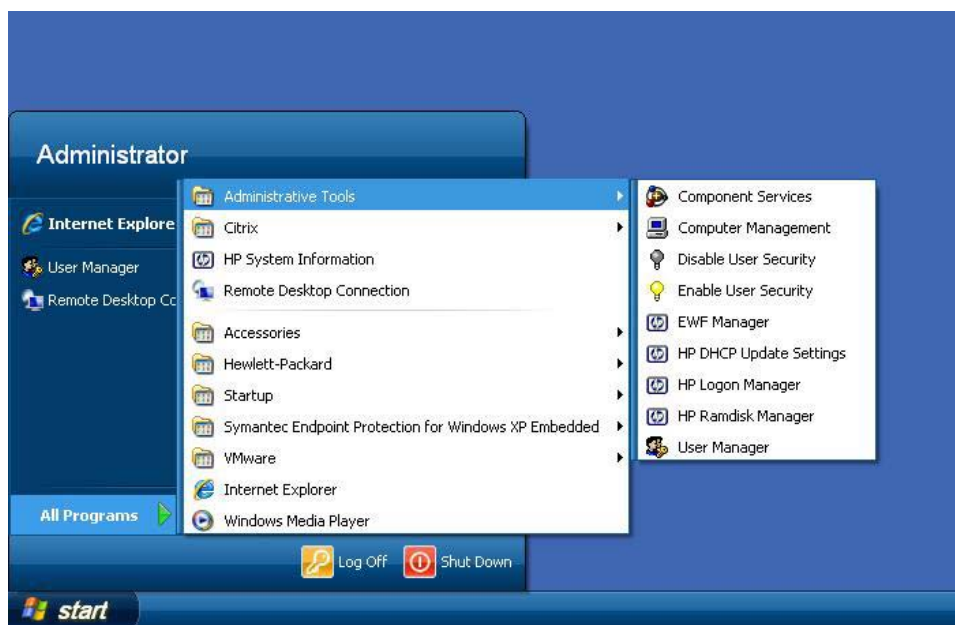 Administrator
Internet Explore
User Manager
Remote Desktop Cc
All Programs
Administrative Tools
Citrix
HP System Information
Remote Desktop Connection
Accessories
Hewlett-Packard
Startup
Symantec Endpoint Protection for Windows XP Embedded
VMware
Internet Explorer
Windows Media Player
Component Services
Computer Management
Disable User Security
Enable User Security
EWF Manager
HP DHCP Update Settings
HP Logon Manager
HP Ramdisk Manager
User Manager
Log Off
Shut Down
start